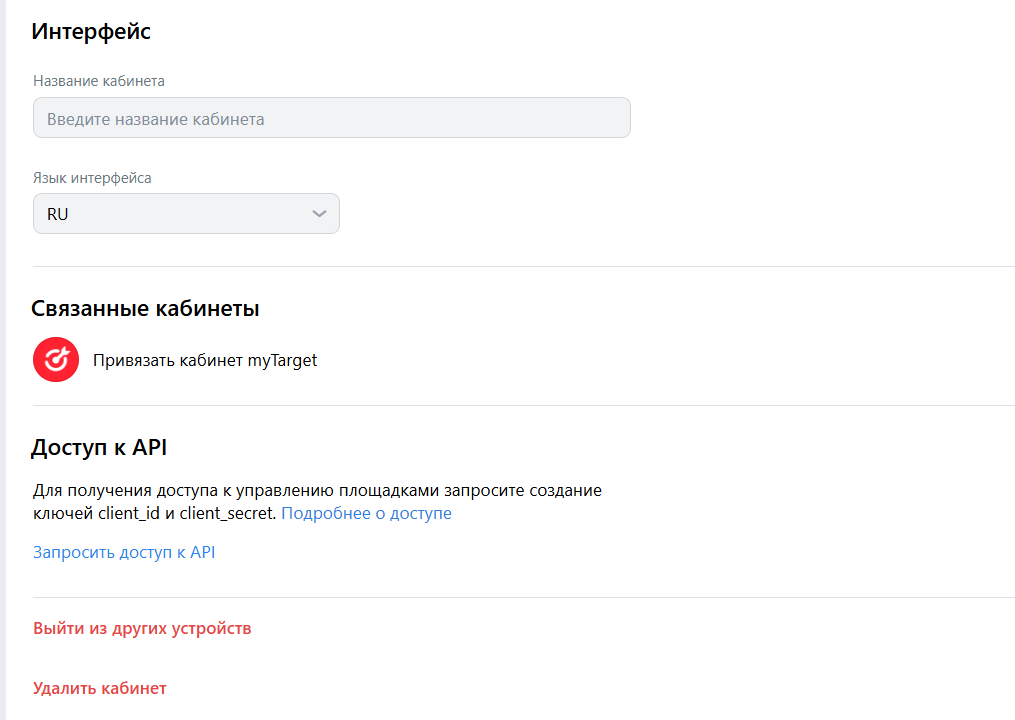 Интерфейс
Название кабинета
Введите название кабинета
Язык интерфейса
RU
Связанные кабинеты
Привязать кабинет myTarget
Доступ к API
Для получения доступа к управлению площадками запросите создание
ключей client_id и client_secret. Подробнее о доступе
Запросить доступ к API
Выйти из других устройств
Удалить кабинет